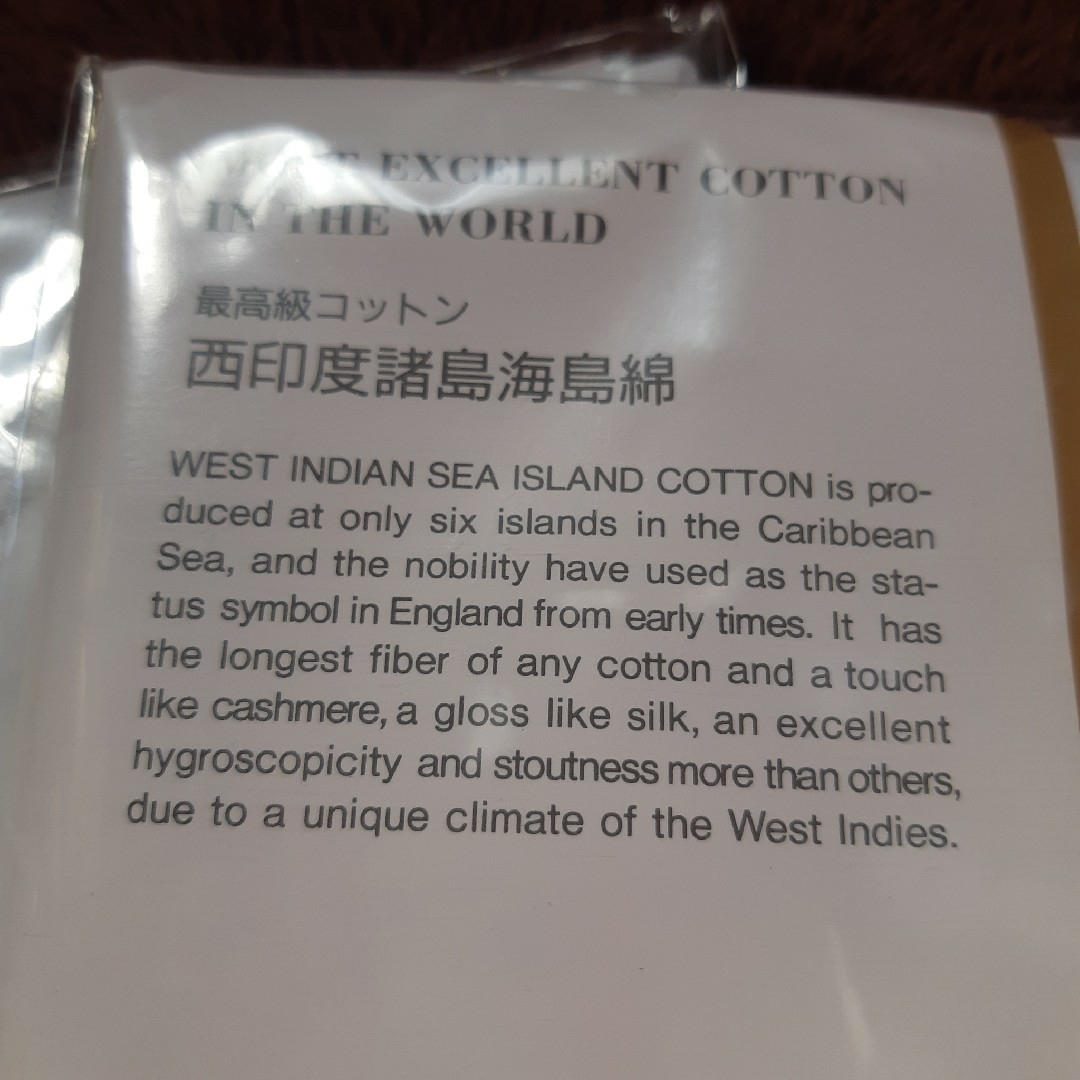 EXCELLENT COTTON
IN THE WORLD
最高級コットン
西印度諸島海島綿
WEST INDIAN SEA ISLAND COTTON is pro-
duced at only six islands in the Caribbean
Sea, and the nobility have used as the sta-
tus symbol in England from early times. It has
the longest fiber of any cotton and a touch
like cashmere, a gloss like silk, an excellent
hygroscopicity and stoutness more than others,
due to a unique climate of the West Indies.